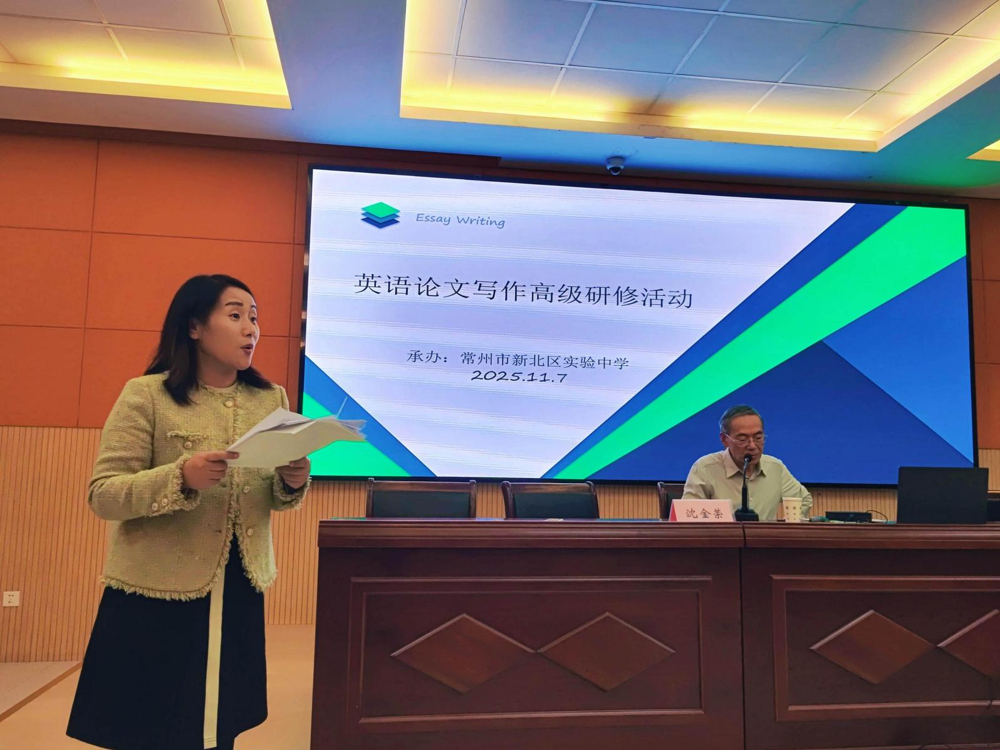 Essay Writing
英语论文写作高级研修活动
承办：常州市新北区实验中学
2025.11.7
沈金荣